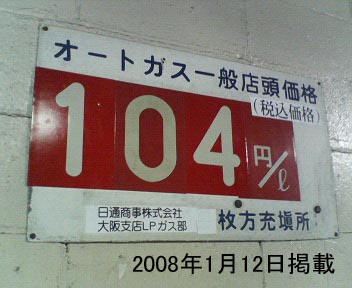 オートガス一般店頭価格
(税込価格)
104円/ℓ
日通商事株式会社
大阪支店LPガス部
枚方充塡所
2008年1月12日掲載